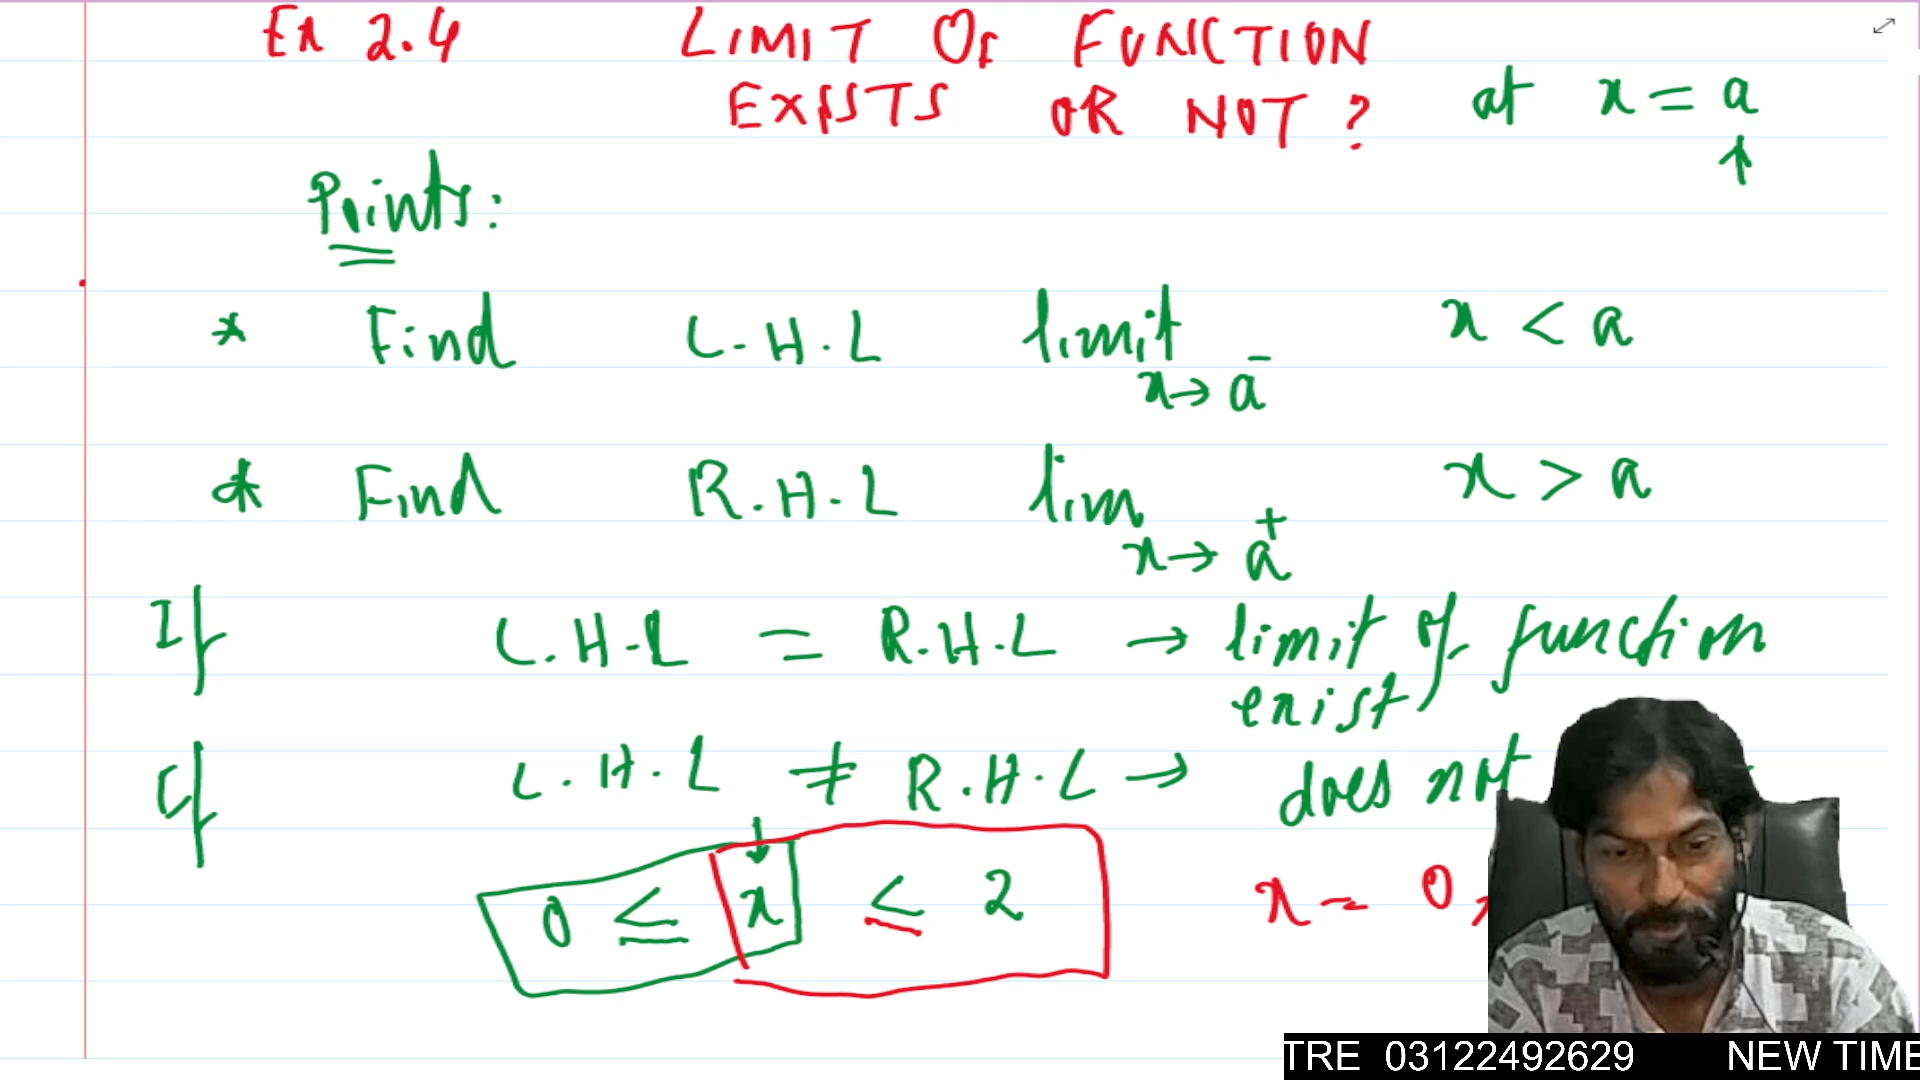 Ex 2.4 LIMIT OF FUNCTION
EXISTS OR NOT ? at x = a
Points:
* Find L.H.L limit x→a⁻ x < a
* Find R.H.L lim x→a⁺ x > a
If L.H.L = R.H.L → limit of function
exist
If L.H.L ≠ R.H.L → does not
0 ≤ x ≤ 2 x = 0,
TRE 03122492629 NEW TIME